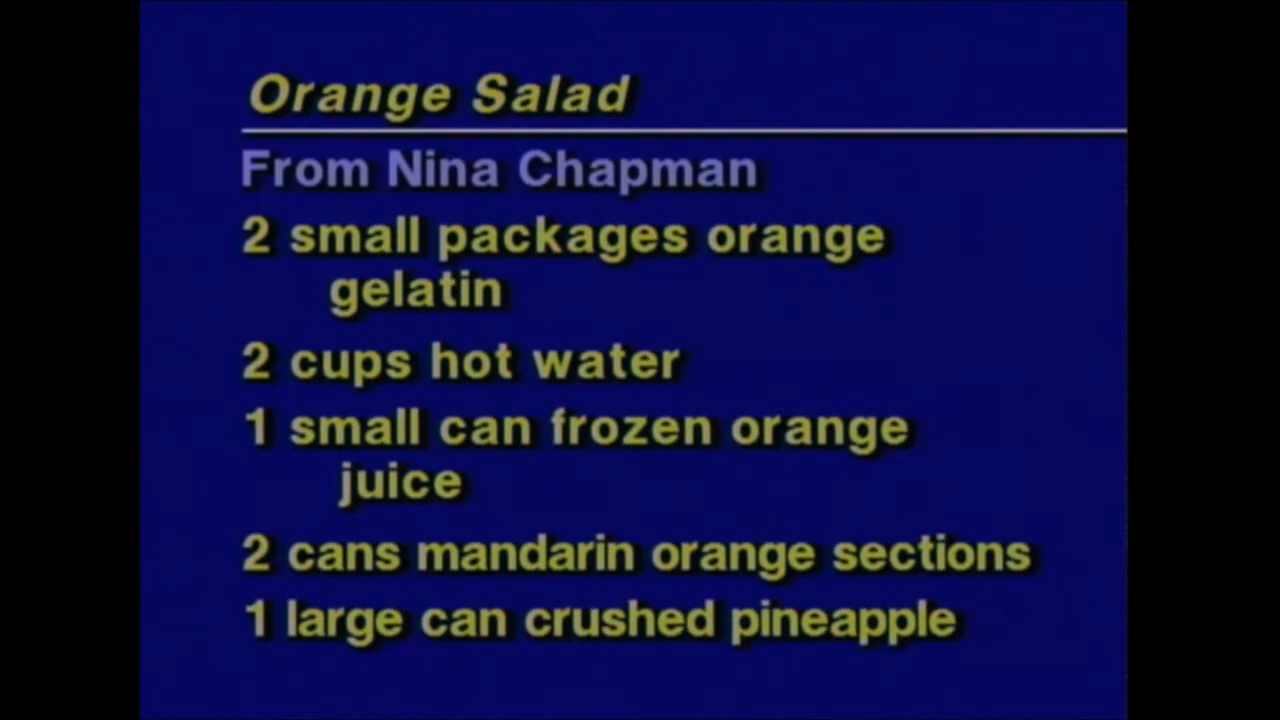 Orange Salad
From Nina Chapman
2 small packages orange
gelatin
2 cups hot water
1 small can frozen orange
juice
2 cans mandarin orange sections
1 large can crushed pineapple